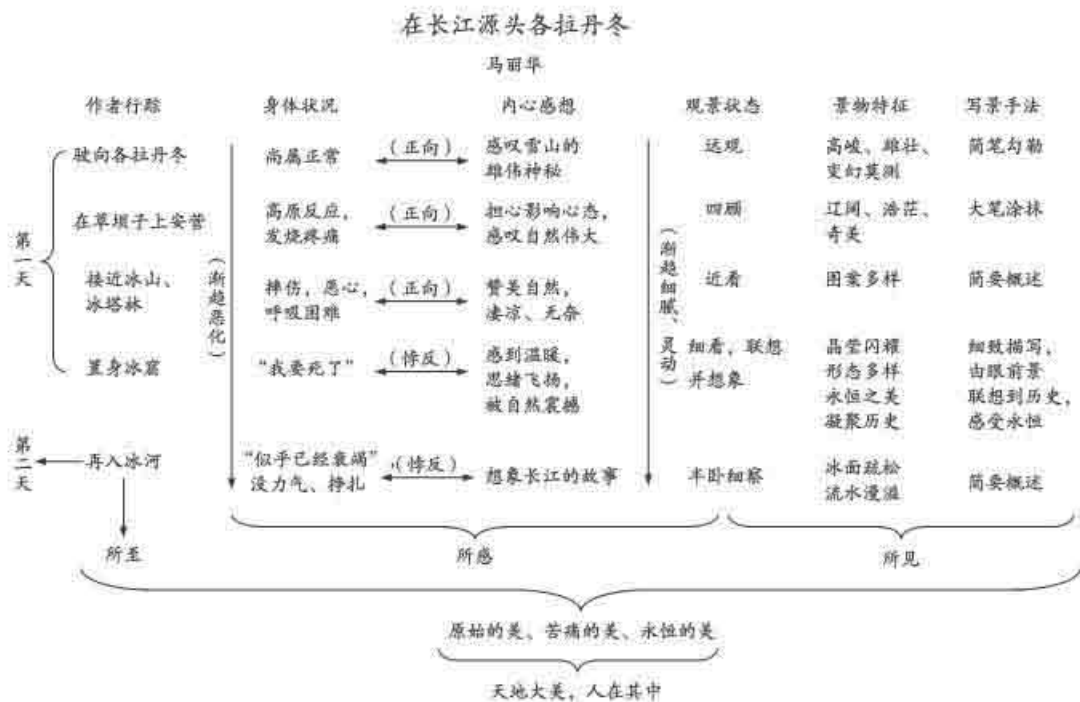 在长江源头各拉丹冬
马丽华
作者行踪 身体状况 内心感想 观景状态 景物特征 写景手法
第一天
驶向各拉丹冬
尚属正常
(正向)
感叹雪山的
雄伟神秘
远观
高峻、雄壮、
变幻莫测
简笔勾勒
在草坝子上安营
高原反应,
发烧疼痛
(正向)
担心影响心态,
感叹自然伟大
四顾
辽阔、浩茫、
奇美
大笔涂抹
接近冰山、
冰塔林
摔伤,恶心,
呼吸困难
(正向)
赞美自然,
凄凉、无奈
近看
图案多样
简要概述
置身冰窟
“我要死了”
(悖反)
感到温暖,
思绪飞扬,
被自然震撼
细看,联想
并想象
晶莹闪耀
形态多样
永恒之美
凝聚历史
细致描写,
由眼前景
联想到历史,
感受永恒
(渐趋恶化)
(渐趋细腻、灵动)
第二天
再入冰河
“似乎已经衰竭”
没力气、挣扎
(悖反)
想象长江的故事
半卧细察
冰面疏松
流水漫溢
简要概述
所至 所感 所见
原始的美、苦痛的美、永恒的美
天地大美,人在其中